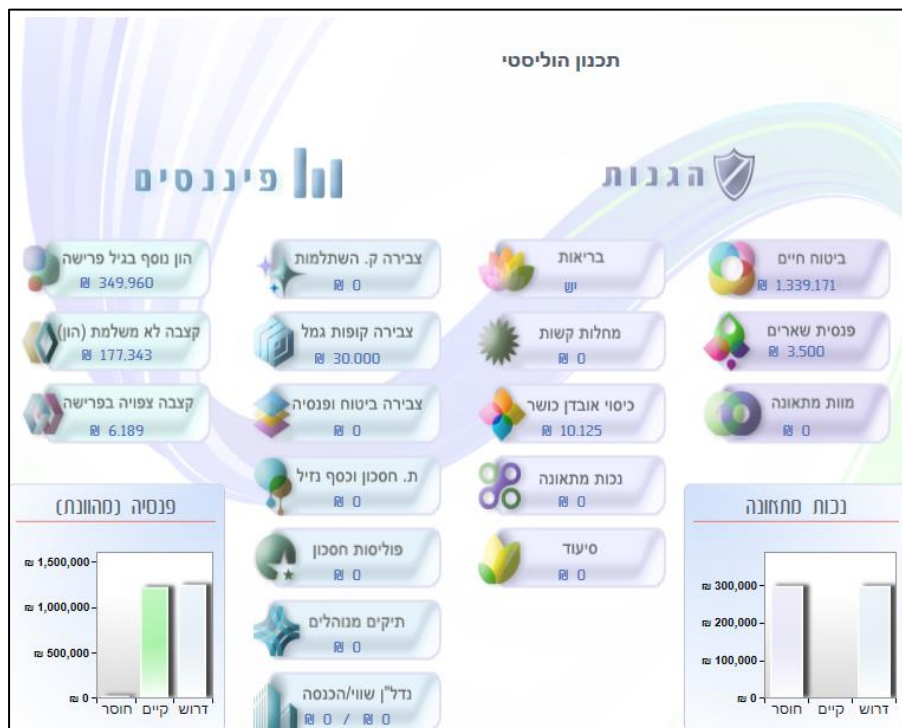 תכנון הוליסטי
הגנות
ביטוח חיים
₪ 1,339,171
פנסית שארים
₪ 3,500
מוות מתאונה
₪ 0
בריאות
יש
מחלות קשות
₪ 0
כיסוי אובדן כושר
₪ 10,125
נכות מתאונה
₪ 0
סיעוד
₪ 0
פיננסים
צבירה ק. השתלמות
₪ 0
צבירה קופות גמל
₪ 30,000
צבירה ביטוח ופנסיה
₪ 0
ת. חסכון וכסף נזיל
₪ 0
פוליסות חסכון
₪ 0
תיקים מנוהלים
₪ 0
נדל"ן שווי/הכנסה
₪ 0 / ₪ 0
הון נוסף בגיל פרישה
₪ 349,960
קצבה לא משלמת (הון)
₪ 177,343
קצבה צפויה בפרישה
₪ 6,189
נכות מתאונה
₪ 300,000
₪ 200,000
₪ 100,000
₪ 0
דרוש קיים חוסר
פנסיה (מהוונת)
₪ 1,500,000
₪ 1,000,000
₪ 500,000
₪ 0
דרוש קיים חוסר